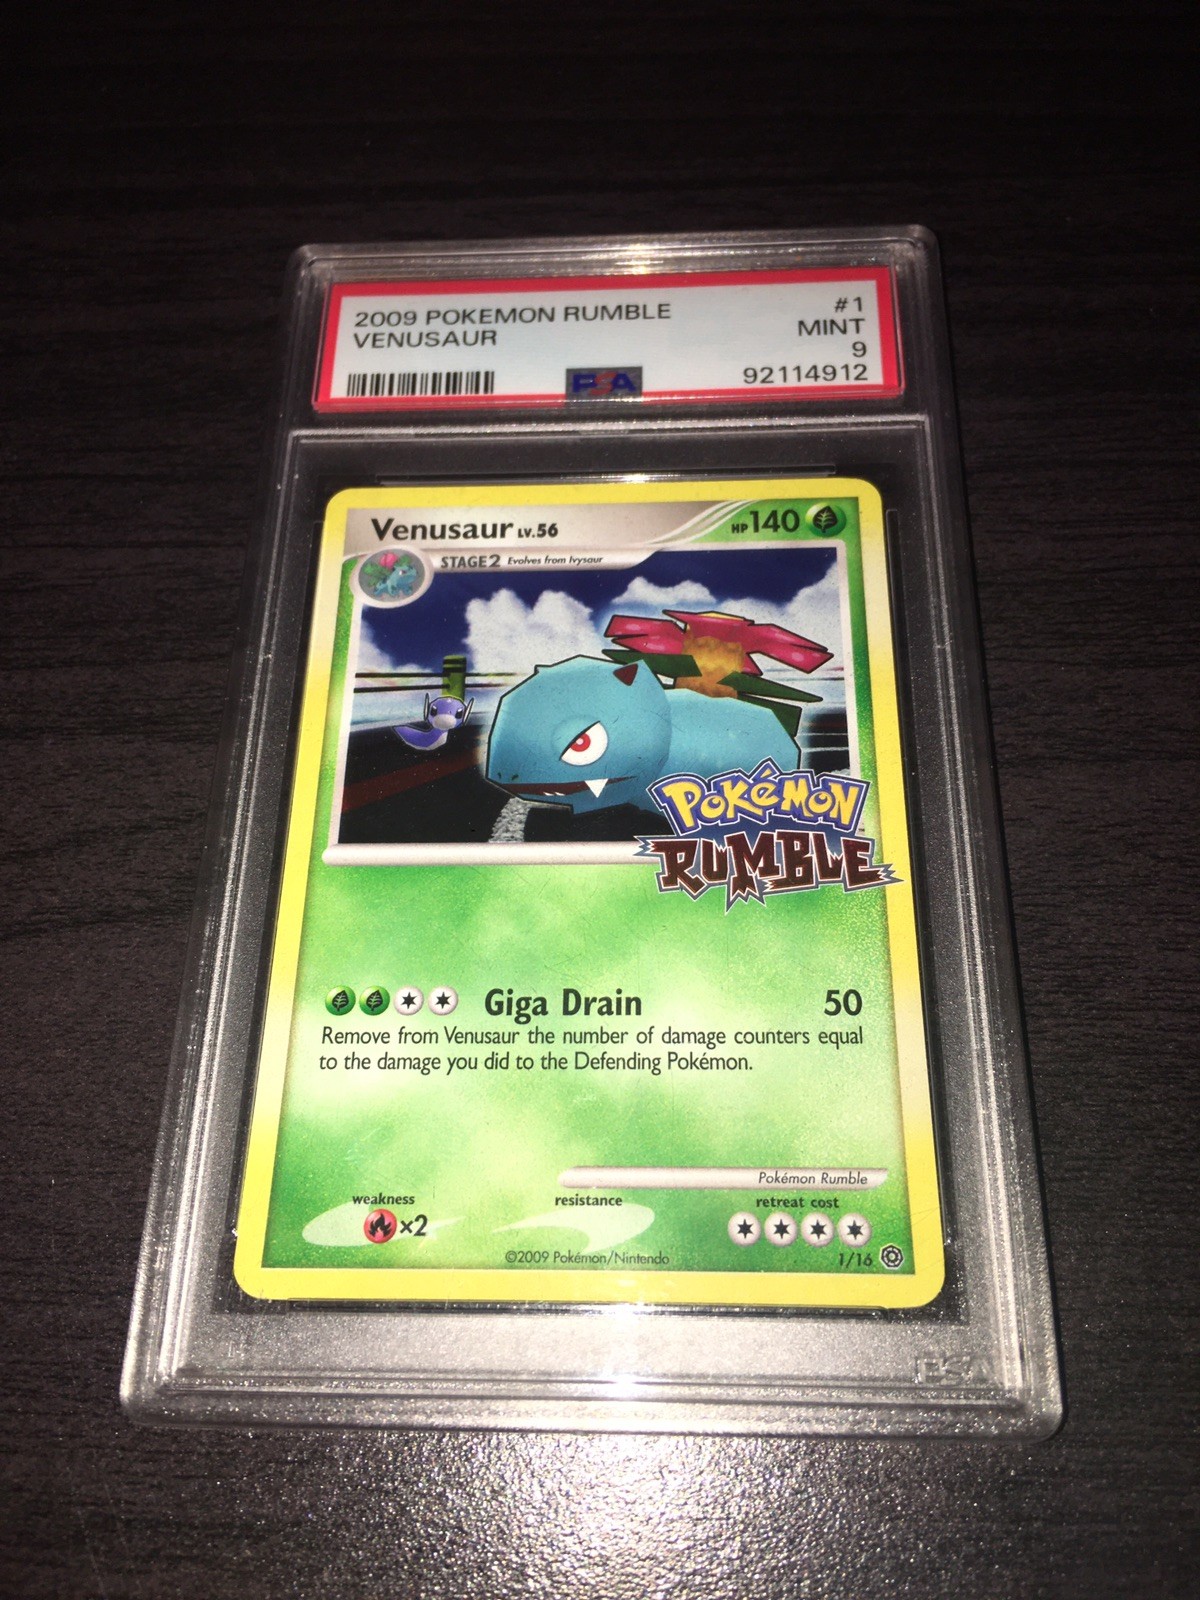 2009 POKEMON RUMBLE #1
VENUSAUR MINT
9
PSA 92114912
Venusaur LV.56 HP 140
STAGE2 Evolves from Ivysaur
POKéMON
RUMBLE
Giga Drain 50
Remove from Venusaur the number of damage counters equal
to the damage you did to the Defending Pokémon.
Pokémon Rumble
weakness resistance retreat cost
×2
©2009 Pokémon/Nintendo 1/16
PSA